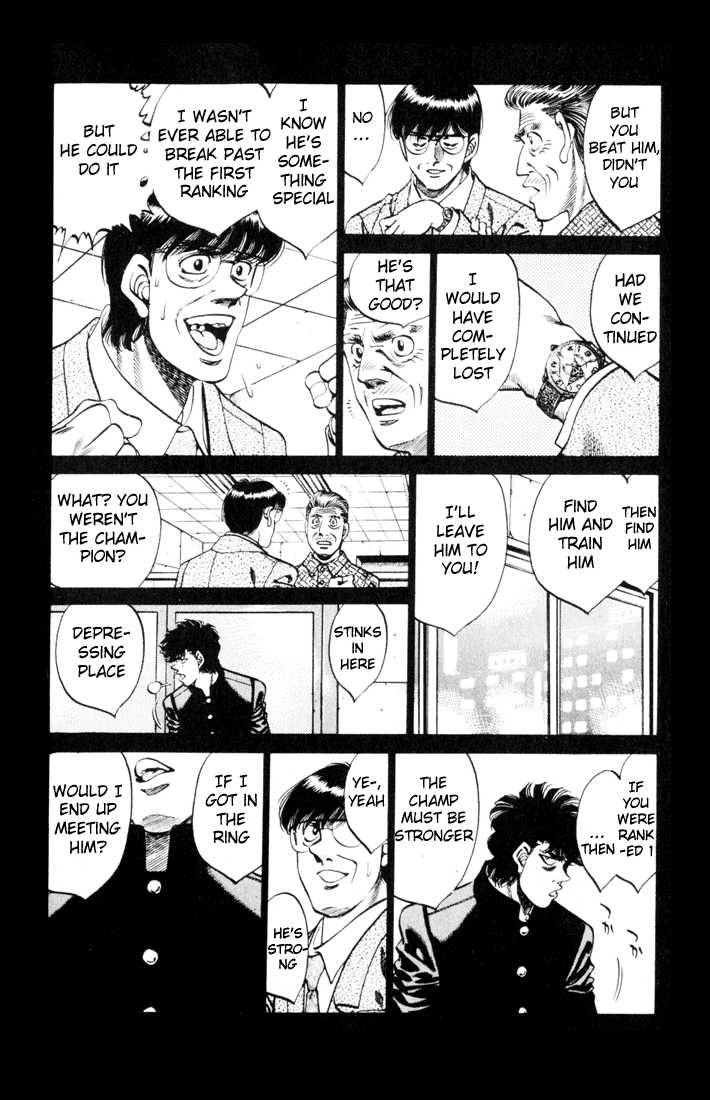 BUT
YOU
BEAT HIM,
DIDN'T
YOU
NO
...
I
KNOW
HE'S
SOME-
THING
SPECIAL
I WASN'T
EVER ABLE TO
BREAK PAST
THE FIRST
RANKING
BUT
HE COULD
DO IT
HAD
WE
CON-
TINUED
I
WOULD
HAVE
COM-
PLETELY
LOST
HE'S
THAT
GOOD?
THEN
FIND
HIM
FIND
HIM AND
TRAIN
HIM
I'LL
LEAVE
HIM TO
YOU!
WHAT? YOU
WEREN'T
THE CHAM-
PION?
STINKS
IN
HERE
DEPRE-
SSING
PLACE
IF
YOU
WERE
RANK
-ED 1
... THEN
THE
CHAMP
MUST BE
STRONGER
カ
カ
YE-,
YEAH
HE'S
STRO-
NG
IF I
GOT IN
THE
RING
WOULD I
END UP
MEETING
HIM?